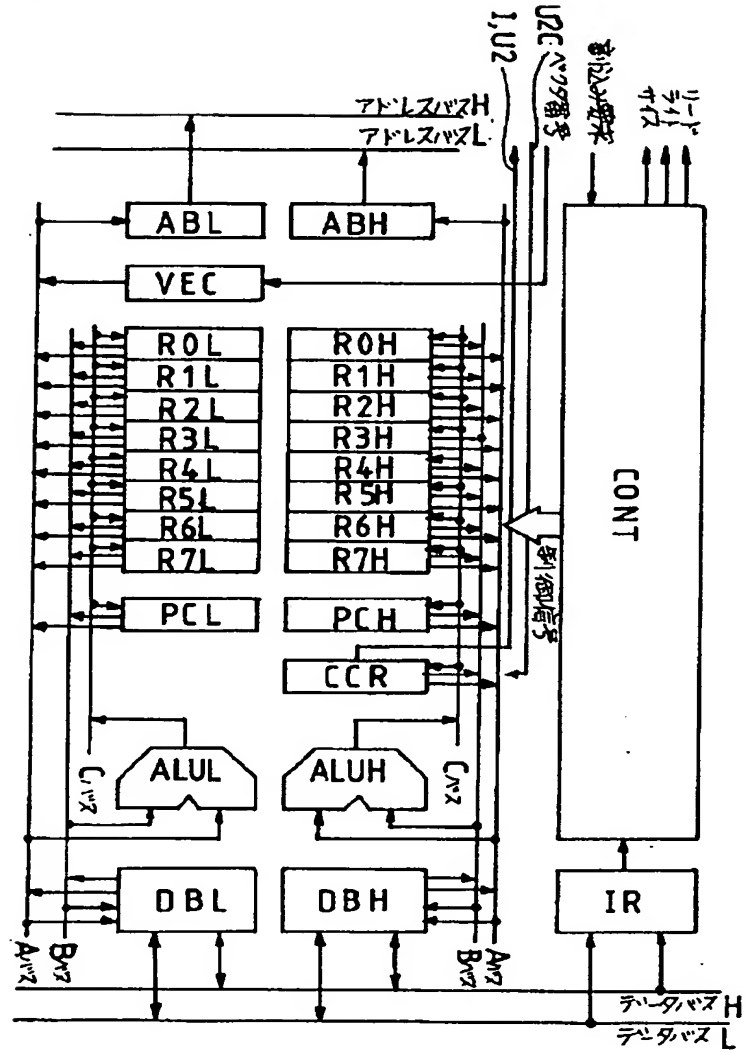 リード
ライト
サイズ
割込み要求
U2C ベクタ番号
I,U2
アドレスバスH
アドレスバスL
ABL
ABH
VEC
R0L
R0H
R1L
R1H
R2L
R2H
R3L
R3H
R4L
R4H
R5L
R5H
R6L
R6H
R7L
R7H
CONT
制御信号
PCL
PCH
CCR
Cバス
ALUL
ALUH
Cバス
DBL
DBH
IR
Aバス
Bバス
Bバス
Aバス
データバスH
データバスL